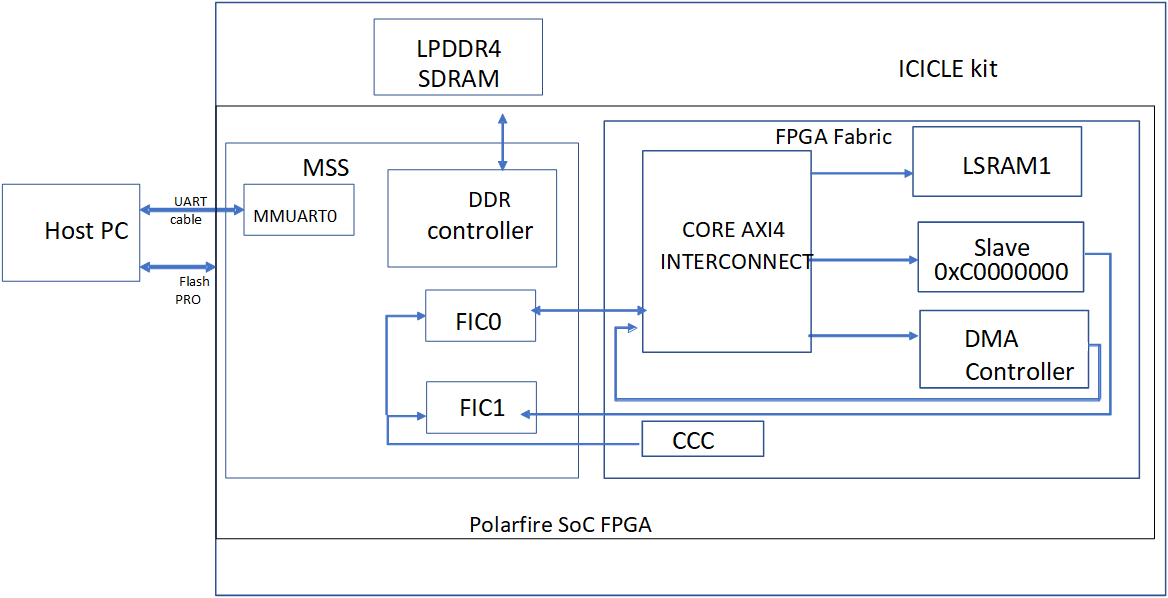 LPDDR4
SDRAM
ICICLE kit
FPGA Fabric
MSS
LSRAM1
Host PC
UART
cable
MMUART0
DDR
controller
CORE AXI4
INTERCONNECT
Slave
0xC0000000
Flash
PRO
FIC0
DMA
Controller
FIC1
CCC
Polarfire SoC FPGA